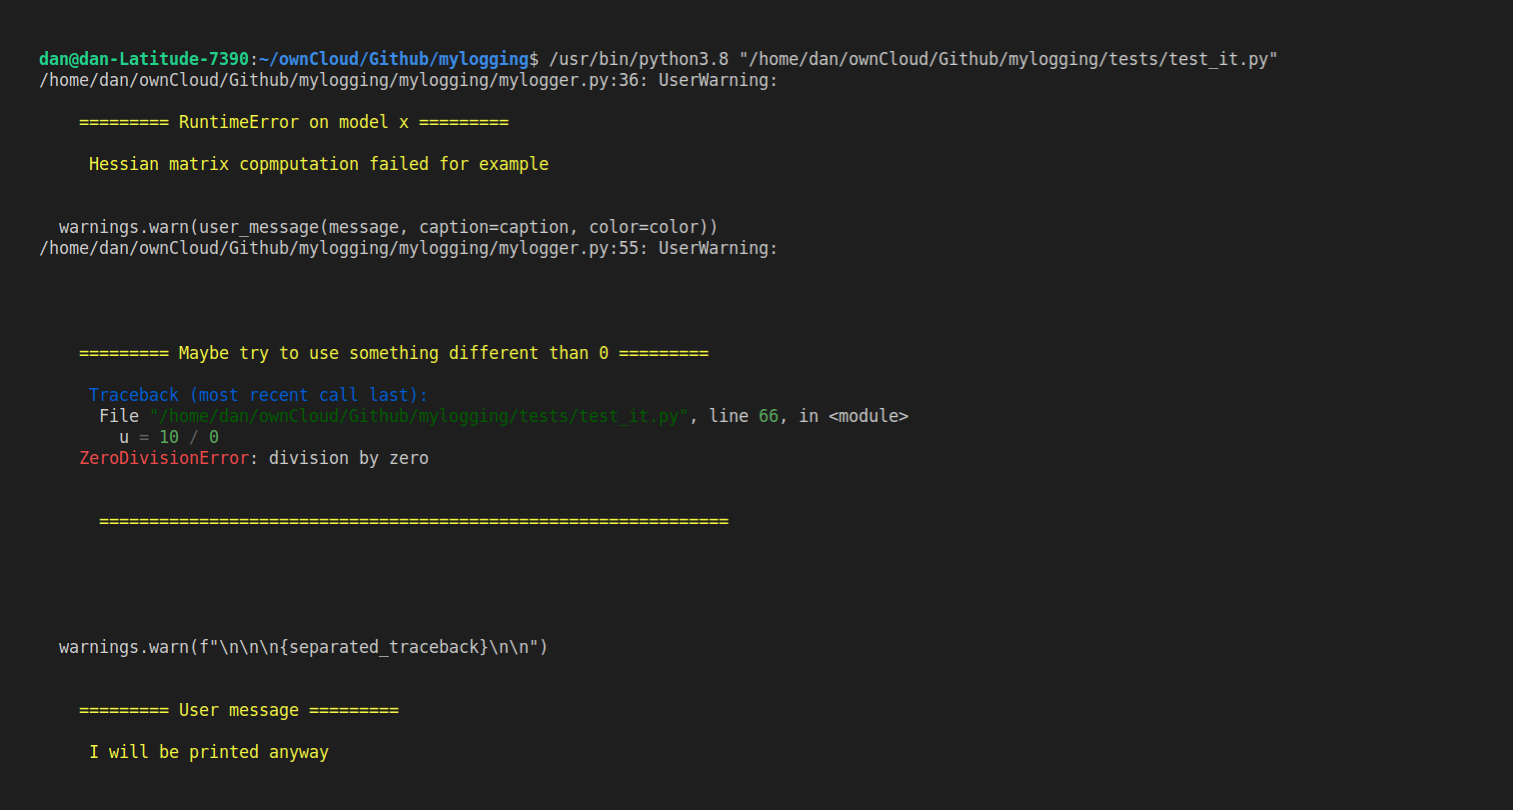 dan@dan-Latitude-7390:~/ownCloud/Github/mylogging$ /usr/bin/python3.8 "/home/dan/ownCloud/Github/mylogging/tests/test_it.py"
/home/dan/ownCloud/Github/mylogging/mylogging/mylogger.py:36: UserWarning:
========= RuntimeError on model x =========
Hessian matrix copmputation failed for example
warnings.warn(user_message(message, caption=caption, color=color))
/home/dan/ownCloud/Github/mylogging/mylogging/mylogger.py:55: UserWarning:
========= Maybe try to use something different than 0 =========
Traceback (most recent call last):
File "/home/dan/ownCloud/Github/mylogging/tests/test_it.py", line 66, in <module>
u = 10 / 0
ZeroDivisionError: division by zero
===============================================================
warnings.warn(f"\n\n\n{separated_traceback}\n\n")
========= User message =========
I will be printed anyway